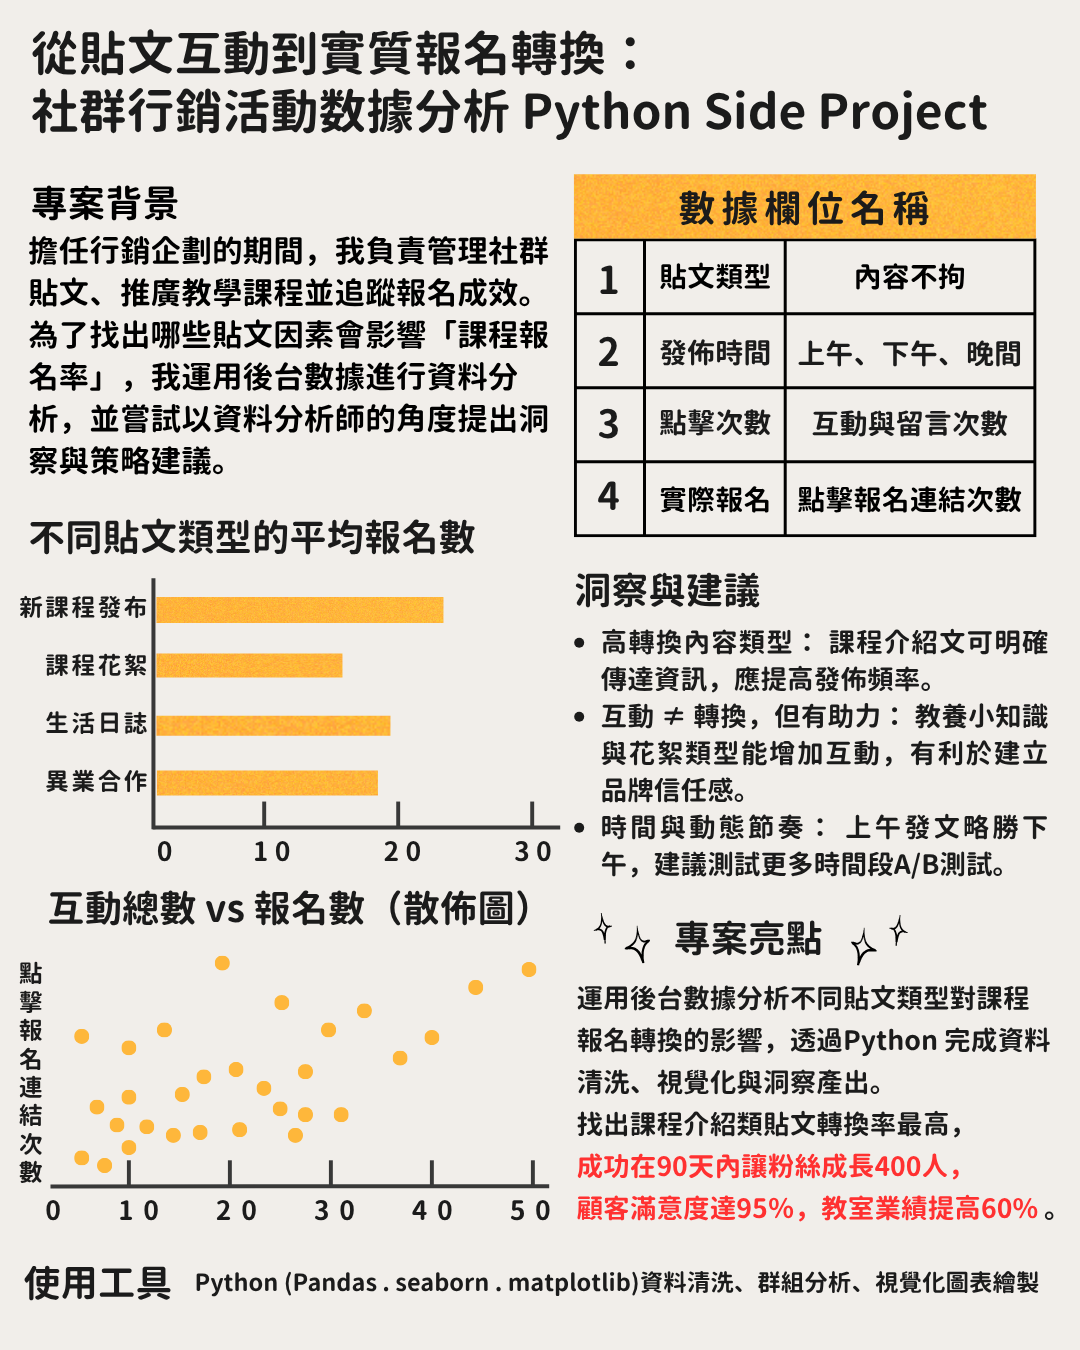 從貼文互動到實質報名轉換：
社群行銷活動数據分析 Python Side Project
專案背景
擔任行銷企劃的期間，我負責管理社群
貼文、推廣教學課程並追蹤報名成效。
為了找出哪些貼文因素會影響「課程報
名率」，我運用後台數據進行資料分
析，並嘗試以資料分析師的角度提出洞
察與策略建議。
數據欄位名稱
1 貼文類型 內容不拘
2 發佈時間 上午、下午、晚間
3 點擊次數 互動與留言次數
4 實際報名 點擊報名連結次數
不同貼文類型的平均報名數
新課程發布
課程花絮
生活日誌
異業合作
0 10 20 30
洞察與建議
• 高轉換內容類型： 課程介紹文可明確
傳達資訊，應提高發佈頻率。
• 互動 ≠ 轉換，但有助力： 教養小知識
與花絮類型能增加互動，有利於建立
品牌信任感。
• 時間與動態節奏： 上午發文略勝下
午，建議測試更多時間段A/B測試。
互動總數 vs 報名數（散佈圖）
點擊報名連結次數
0 10 20 30 40 50
專案亮點
運用後台數據分析不同貼文類型對課程
報名轉換的影響，透過Python 完成資料
清洗、視覺化與洞察產出。
找出課程介紹類貼文轉換率最高，
成功在90天內讓粉絲成長400人，
顧客滿意度達95%，教室業績提高60% 。
使用工具
Python (Pandas . seaborn . matplotlib)資料清洗、群組分析、視覺化圖表繪製